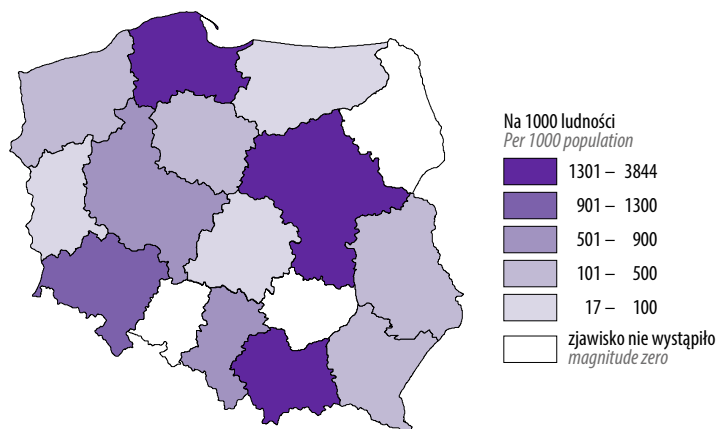 Na 1000 ludności
Per 1000 population
1301 – 3844
901 – 1300
501 – 900
101 – 500
17 – 100
zjawisko nie wystąpiło
magnitude zero